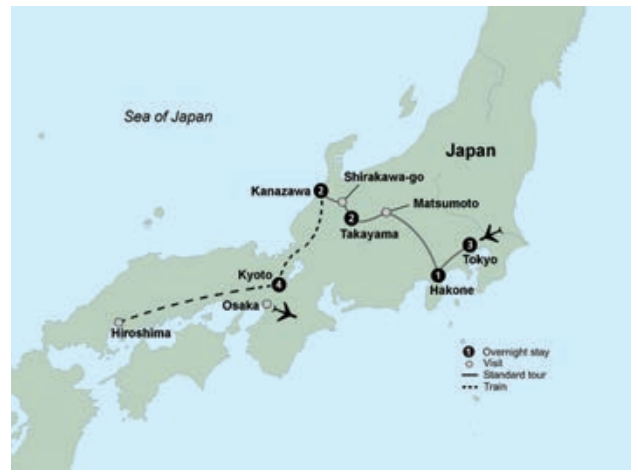 Sea of Japan
Japan
Shirakawa-go
Kanazawa 2
Matsumoto
2
Takayama
3
Tokyo
Kyoto 4
1
Hakone
Osaka
Hiroshima
1 Overnight stay
Visit
Standard tour
Train